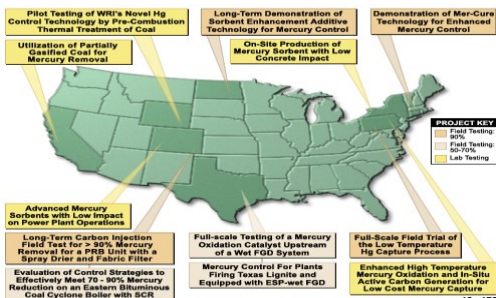 Pilot Testing of WRI's Novel Hg
Control Technology by Pre-Combustion
Thermal Treatment of Coal
Long-Term Demonstration of
Sorbent Enhancement Additive
Technology for Mercury Control
Demonstration of Mer-Cure
Technology for Enhanced
Mercury Control
Utilization of Partially
Gasified Coal for
Mercury Removal
On-Site Production of
Mercury Sorbent with Low
Concrete Impact
PROJECT KEY
Field Testing:
90%
Field Testing:
50-70%
Lab Testing
Advanced Mercury
Sorbents with Low Impact
on Power Plant Operations
Long-Term Carbon Injection
Field Test for > 90% Mercury
Removal for a PRB Unit with a
Spray Drier and Fabric Filter
Full-scale Testing of a Mercury
Oxidation Catalyst Upstream
of a Wet FGD System
Full-Scale Field Trial of
the Low Temperature
Hg Capture Process
Evaluation of Control Strategies to
Effectively Meet 70 - 90% Mercury
Reduction on an Eastern Bituminous
Coal Cyclone Boiler with SCR
Mercury Control For Plants
Firing Texas Lignite and
Equipped with ESP-wet FGD
Enhanced High Temperature
Mercury Oxidation and In-Situ
Active Carbon Generation for
Low Cost Mercury Capture